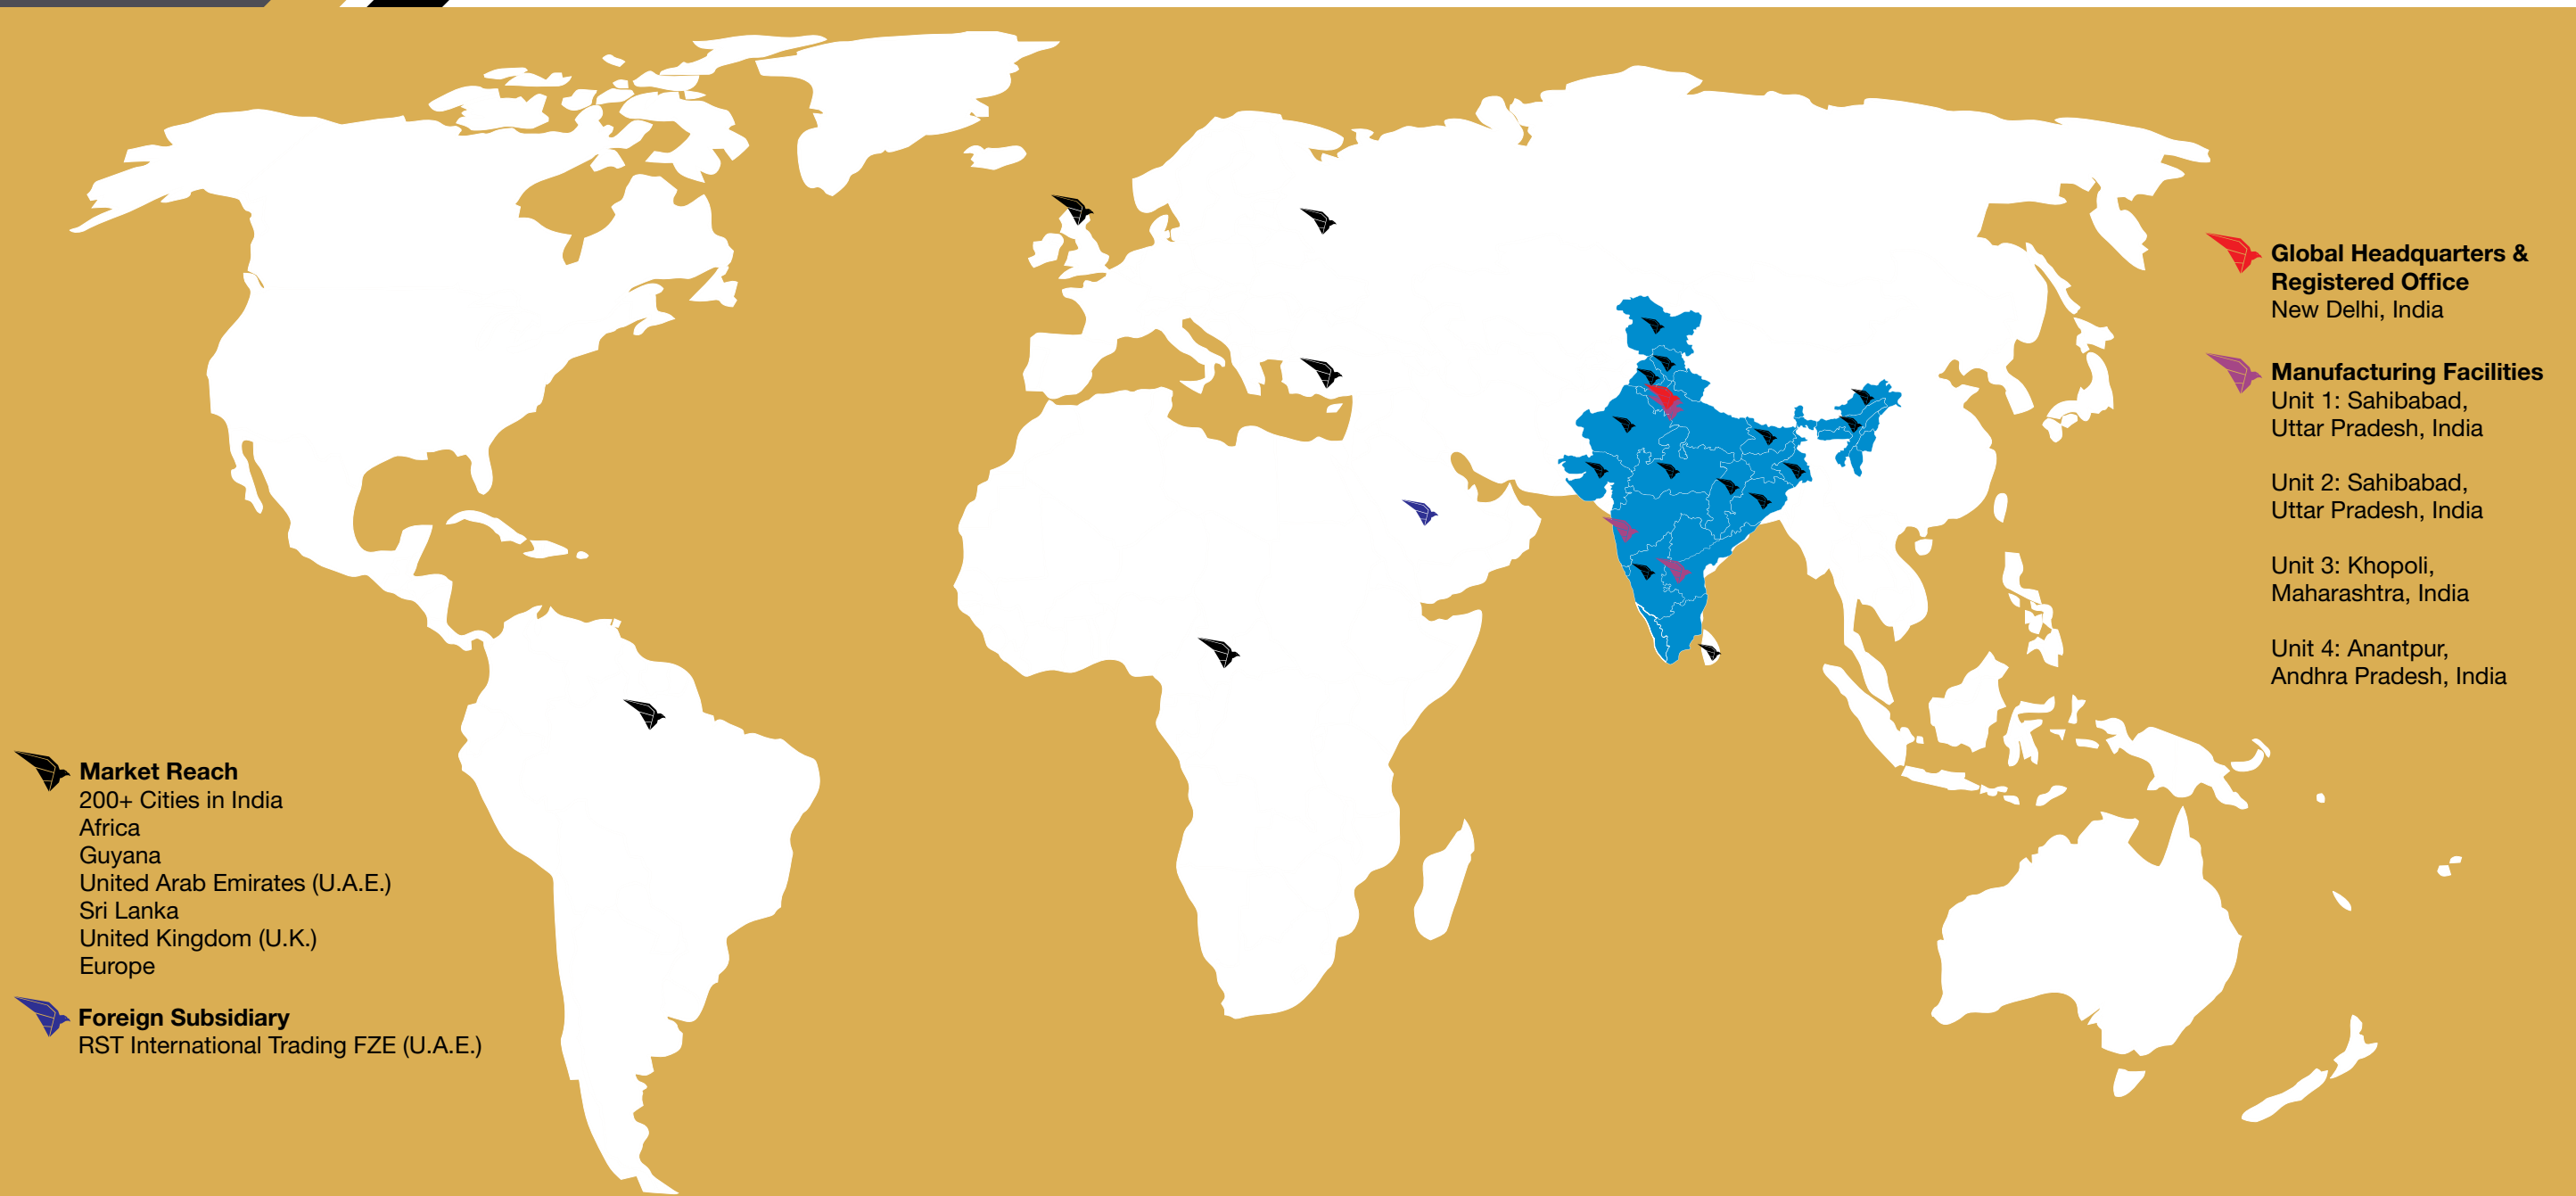 Global Headquarters &
Registered Office
New Delhi, India
Manufacturing Facilities
Unit 1: Sahibabad,
Uttar Pradesh, India
Unit 2: Sahibabad,
Uttar Pradesh, India
Unit 3: Khopoli,
Maharashtra, India
Unit 4: Anantpur,
Andhra Pradesh, India
Market Reach
200+ Cities in India
Africa
Guyana
United Arab Emirates (U.A.E.)
Sri Lanka
United Kingdom (U.K.)
Europe
Foreign Subsidiary
RST International Trading FZE (U.A.E.)